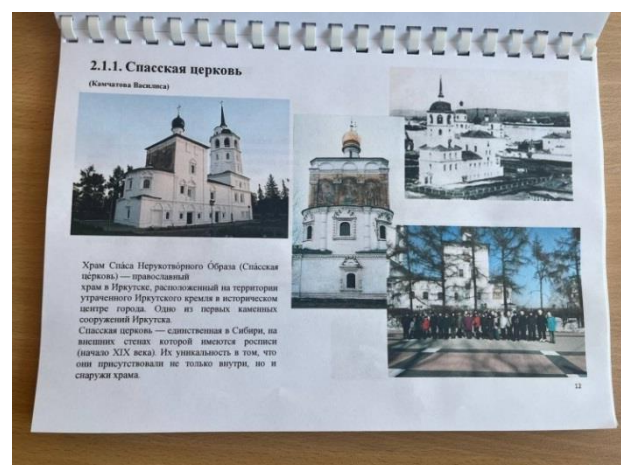 2.1.1. Спасская церковь
(Камчатова Василиса)
Храм Спа́са Нерукотво́рного О́браза (Спа́сская
це́рковь) — православный
храм в Иркутске, расположенный на территории
утраченного Иркутского кремля в историческом
центре города. Одно из первых каменных
сооружений Иркутска.
Спасская церковь — единственная в Сибири, на
внешних стенах которой имеются росписи
(начало XIX века). Их уникальность в том, что
они присутствовали не только внутри, но и
снаружи храма.
12